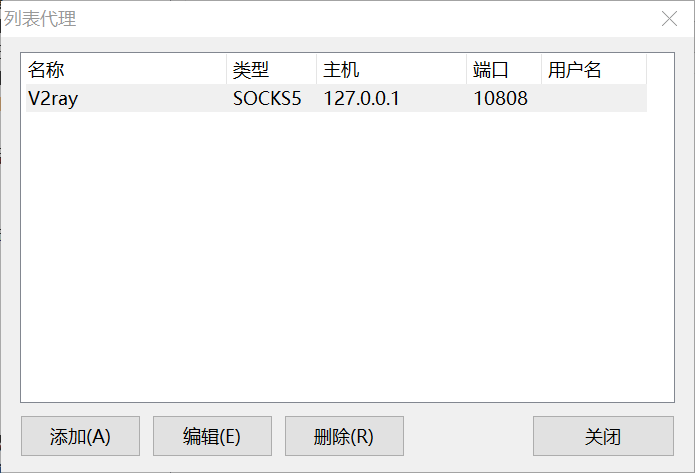 列表代理
名称 类型 主机 端口 用户名
V2ray SOCKS5 127.0.0.1 10808
添加(A) 编辑(E) 删除(R) 关闭